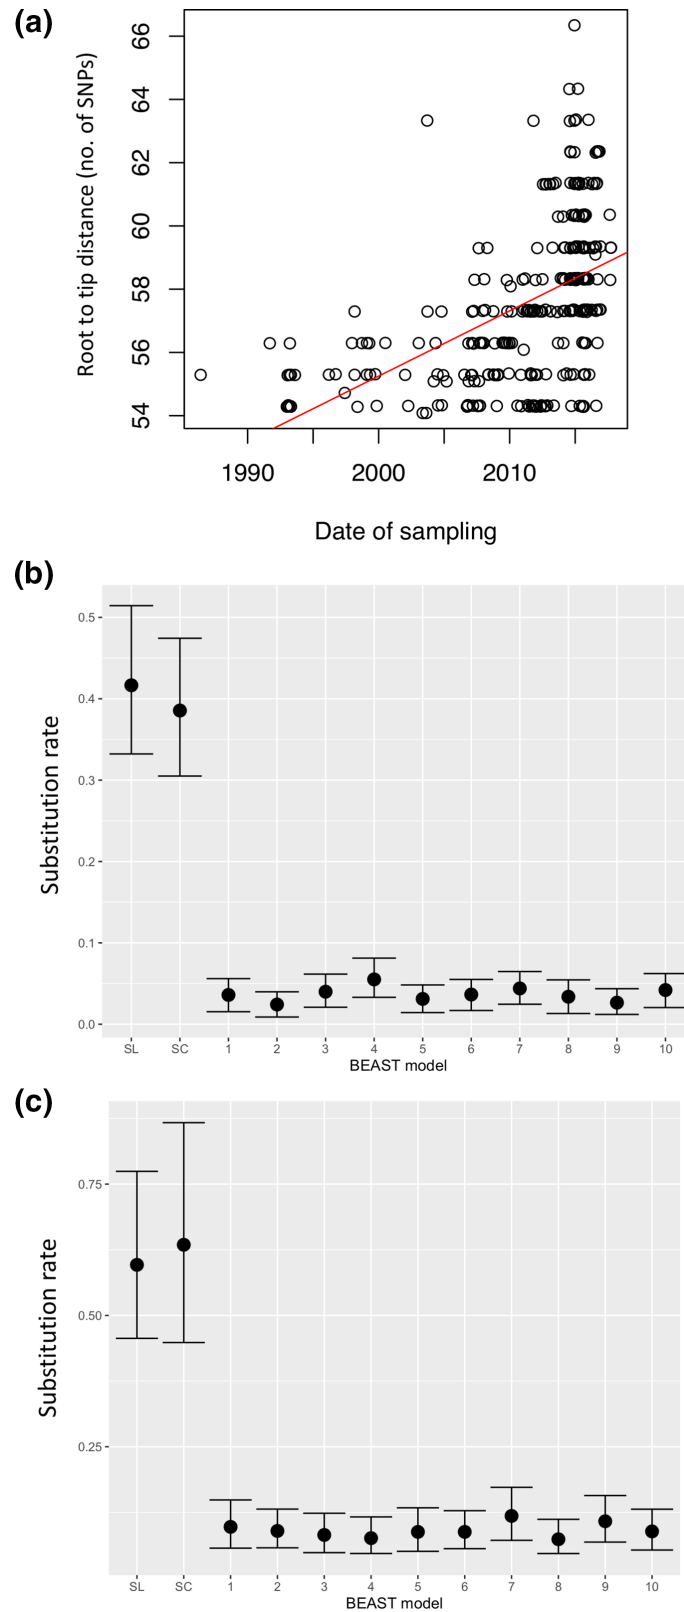 (a)
Root to tip distance (no. of SNPs)
66
64
62
60
58
56
54
1990
2000
2010
Date of sampling
(b)
Substitution rate
0.5
0.4
0.3
0.2
0.1
0.0
SL SC 1 2 3 4 5 6 7 8 9 10
BEAST model
(c)
Substitution rate
0.75
0.50
0.25
SL SC 1 2 3 4 5 6 7 8 9 10
BEAST model